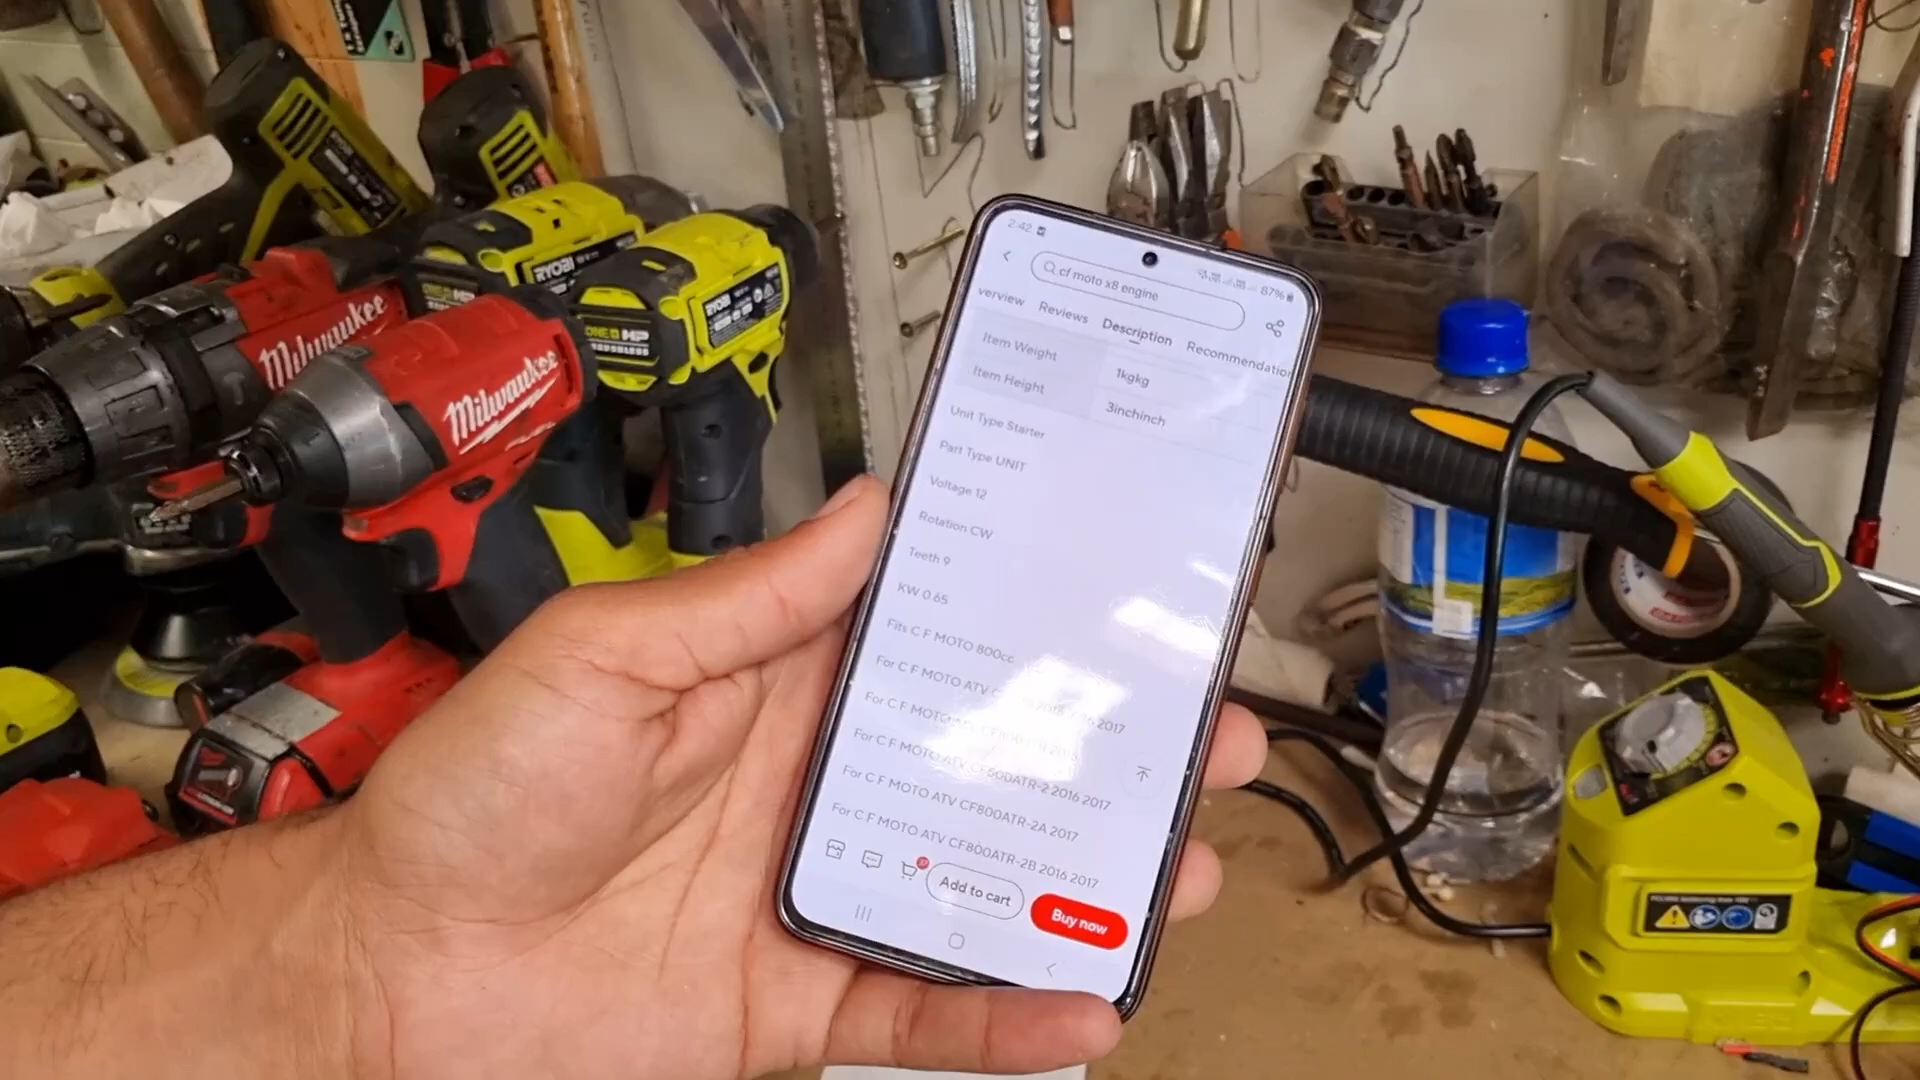 Milwaukee
Milwaukee
FUEL
RYOBI
RYOBI
ONE+ HP
BRUSHLESS
2:42
87%
cf moto x8 engine
verview Reviews Description Recommendation
Item Weight 1kgkg
Item Height 3inchinch
Unit Type Starter
Part Type UNIT
Voltage 12
Rotation CW
Teeth 9
KW 0.65
Fits C F MOTO 800cc
For C F MOTO ATV 2017
For C F MOTO
For C F MOTO ATV CF800ATR-2 2016 2017
For C F MOTO ATV CF800ATR-2A 2017
For C F MOTO ATV CF800ATR-2B 2016 2017
Add to cart
Buy now